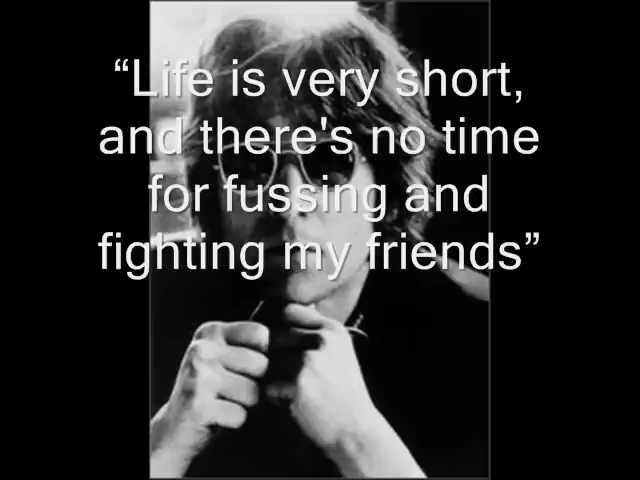 “Life is very short,
and there's no time
for fussing and
fighting my friends”